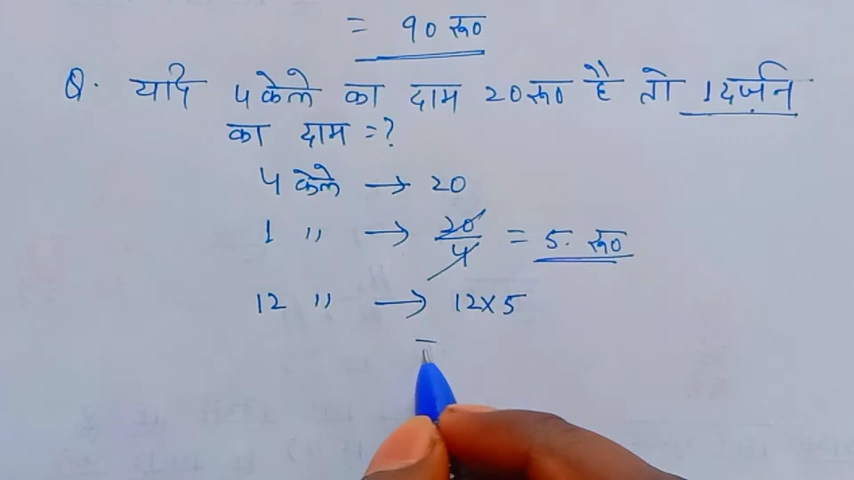 = 90 रू०
Q. यदि 4 केले का दाम 20 रू० है तो 1 दर्जन
का दाम = ?
4 केले → 20
1 " → 20/4 = 5. रू०
12 " → 12×5